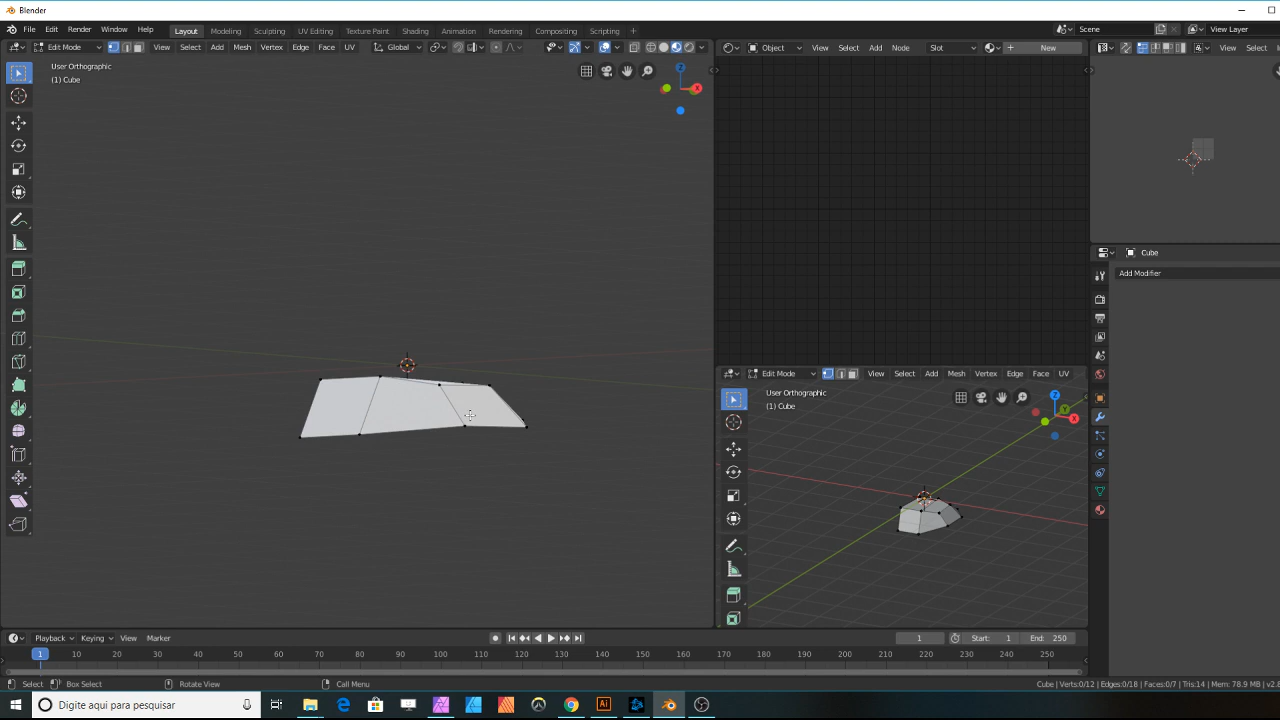 Blender
File Edit Render Window Help Layout Modeling Sculpting UV Editing Texture Paint Shading Animation Rendering Compositing Scripting + Scene View Layer
Edit Mode View Select Add Mesh Vertex Edge Face UV Global Object View Select Add Node Slot New View Select
User Orthographic
(1) Cube
Z
X
Cube
Add Modifier
Edit Mode View Select Add Mesh Vertex Edge Face UV
User Orthographic
(1) Cube
Z
Y
X
Playback Keying View Marker 1 Start: 1 End: 250
1 10 20 30 40 50 60 70 80 90 100 110 120 130 140 150 160 170 180 190 200 210 220 230 240 250
Select Box Select Rotate View Call Menu Cube | Verts:0/12 | Edges:0/18 | Faces:0/7 | Tris:14 | Mem: 78.9 MB | v2.8
Digite aqui para pesquisar Ai